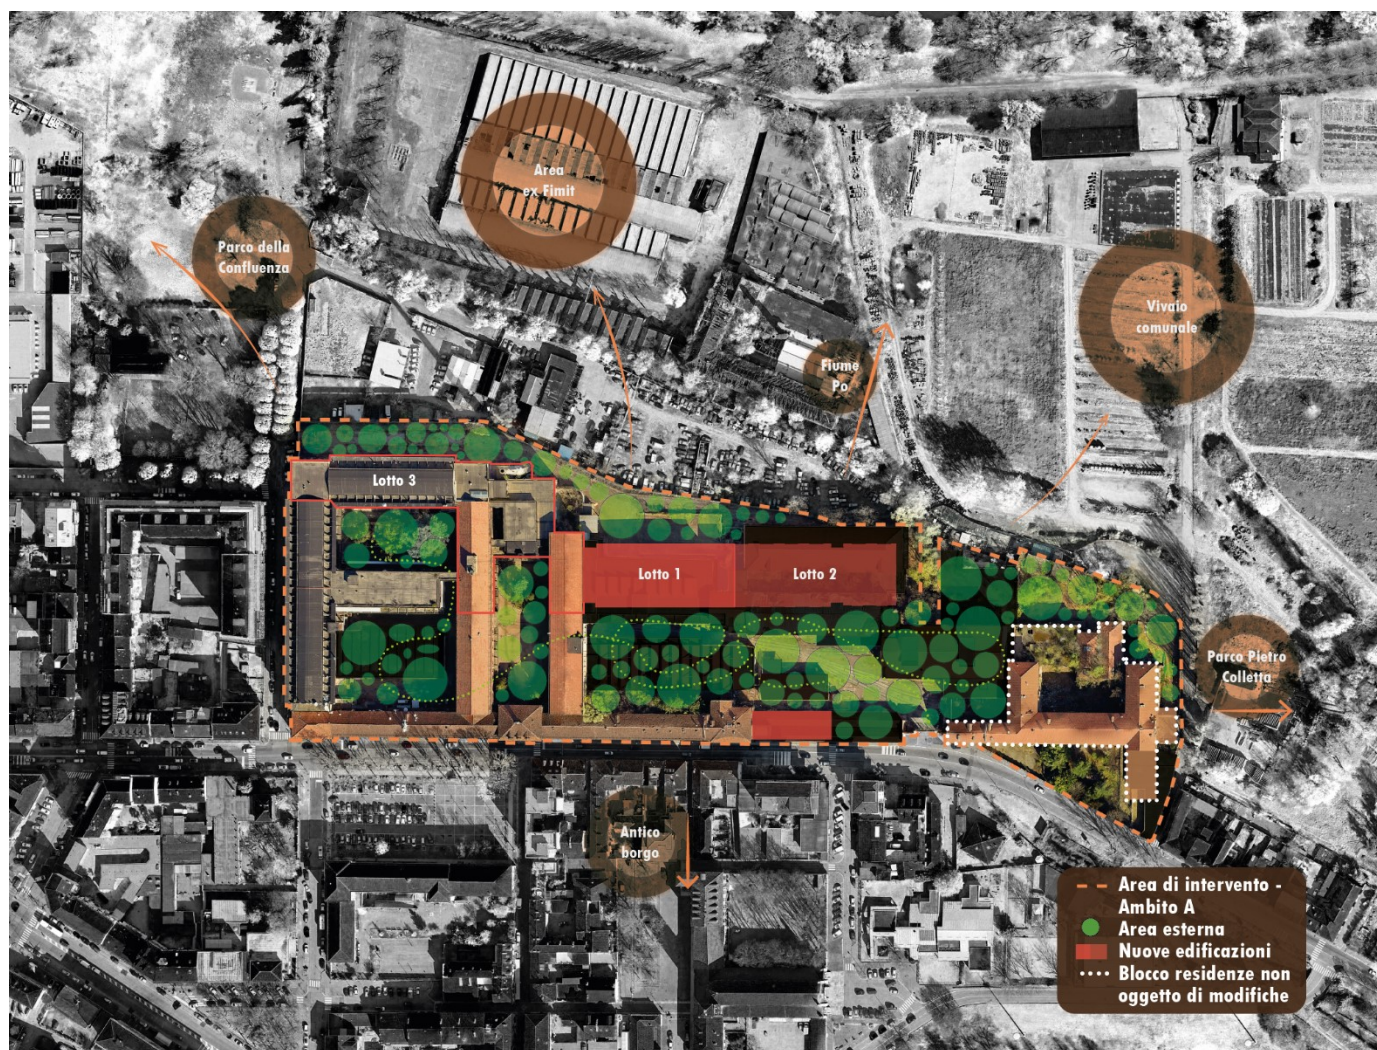 Area
ex Fimit
Parco della
Confluenza
Vivaio
comunale
Fiume
Po
Lotto 3
Lotto 1
Lotto 2
Parco Pietro
Colletta
Antico
borgo
Area di intervento -
Ambito A
Area esterna
Nuove edificazioni
Blocco residenze non
oggetto di modifiche